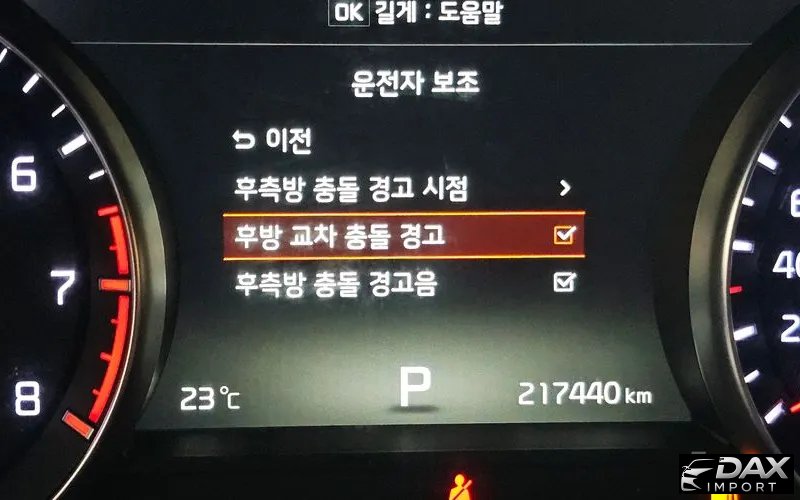 OK 길게 : 도움말
운전자 보조
이전
후측방 충돌 경고 시점
후방 교차 충돌 경고
후측방 충돌 경고음
6
7
8
40
2
23°C
P
217440 km
DAX
IMPORT